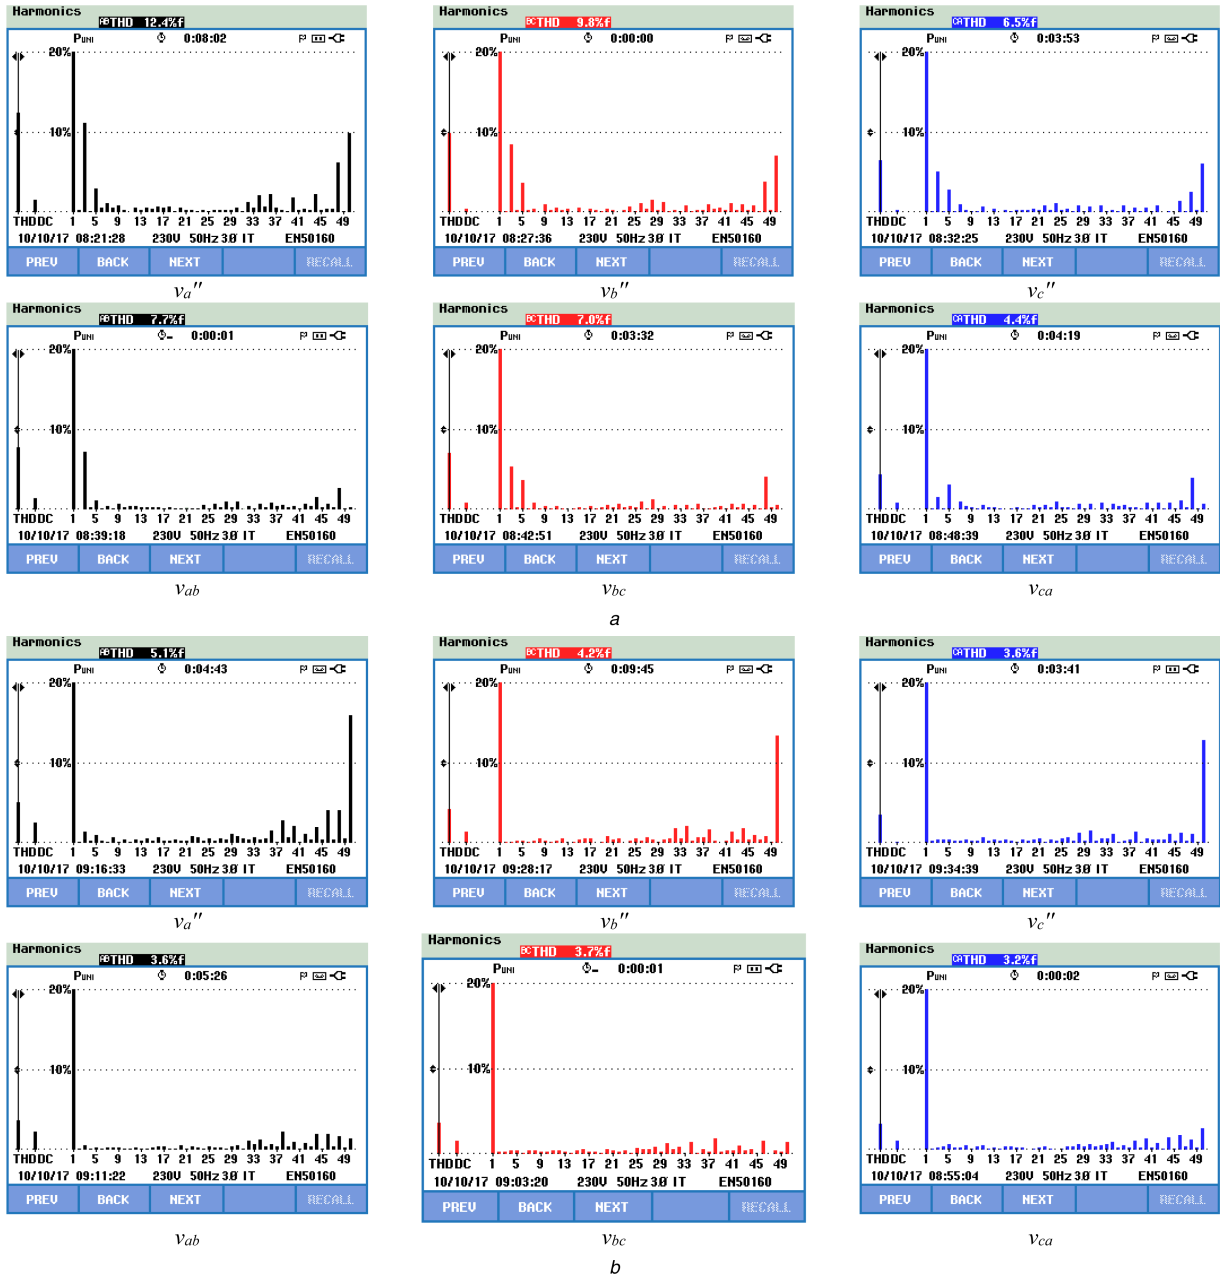 Harmonics Harmonics Harmonics
ABTHD 12.4%f BCTHD 9.8%f CATHD 6.5%f
PUNI 0:08:02 PUNI 0:00:00 PUNI 0:03:53
20% 20% 20%
10% 10% 10%
THDDC 1 5 9 13 17 21 25 29 33 37 41 45 49 THDDC 1 5 9 13 17 21 25 29 33 37 41 45 49 THDDC 1 5 9 13 17 21 25 29 33 37 41 45 49
10/10/17 08:21:28 230V 50Hz 3Ø IT EN50160 10/10/17 08:27:36 230V 50Hz 3Ø IT EN50160 10/10/17 08:32:25 230V 50Hz 3Ø IT EN50160
PREV BACK NEXT RECALL PREV BACK NEXT RECALL PREV BACK NEXT RECALL
va'' vb'' vc''
Harmonics Harmonics Harmonics
ABTHD 7.7%f BCTHD 7.0%f CATHD 4.4%f
PUNI 0:00:01 PUNI 0:03:32 PUNI 0:04:19
20% 20% 20%
10% 10% 10%
THDDC 1 5 9 13 17 21 25 29 33 37 41 45 49 THDDC 1 5 9 13 17 21 25 29 33 37 41 45 49 THDDC 1 5 9 13 17 21 25 29 33 37 41 45 49
10/10/17 08:39:18 230V 50Hz 3Ø IT EN50160 10/10/17 08:42:51 230V 50Hz 3Ø IT EN50160 10/10/17 08:48:39 230V 50Hz 3Ø IT EN50160
PREV BACK NEXT RECALL PREV BACK NEXT RECALL PREV BACK NEXT RECALL
vab vbc vca
a
Harmonics Harmonics Harmonics
ABTHD 5.1%f BCTHD 4.2%f CATHD 3.6%f
PUNI 0:04:43 PUNI 0:09:45 PUNI 0:03:41
20% 20% 20%
10% 10% 10%
THDDC 1 5 9 13 17 21 25 29 33 37 41 45 49 THDDC 1 5 9 13 17 21 25 29 33 37 41 45 49 THDDC 1 5 9 13 17 21 25 29 33 37 41 45 49
10/10/17 09:16:33 230V 50Hz 3Ø IT EN50160 10/10/17 09:28:17 230V 50Hz 3Ø IT EN50160 10/10/17 09:34:39 230V 50Hz 3Ø IT EN50160
PREV BACK NEXT RECALL PREV BACK NEXT RECALL PREV BACK NEXT RECALL
va'' vb'' vc''
Harmonics Harmonics Harmonics
ABTHD 3.6%f BCTHD 3.7%f CATHD 3.2%f
PUNI 0:05:26 PUNI 0:00:01 PUNI 0:00:02
20% 20% 20%
10% 10% 10%
THDDC 1 5 9 13 17 21 25 29 33 37 41 45 49 THDDC 1 5 9 13 17 21 25 29 33 37 41 45 49 THDDC 1 5 9 13 17 21 25 29 33 37 41 45 49
10/10/17 09:11:22 230V 50Hz 3Ø IT EN50160 10/10/17 09:03:20 230V 50Hz 3Ø IT EN50160 10/10/17 08:55:04 230V 50Hz 3Ø IT EN50160
PREV BACK NEXT RECALL PREV BACK NEXT RECALL PREV BACK NEXT RECALL
vab vbc vca
b